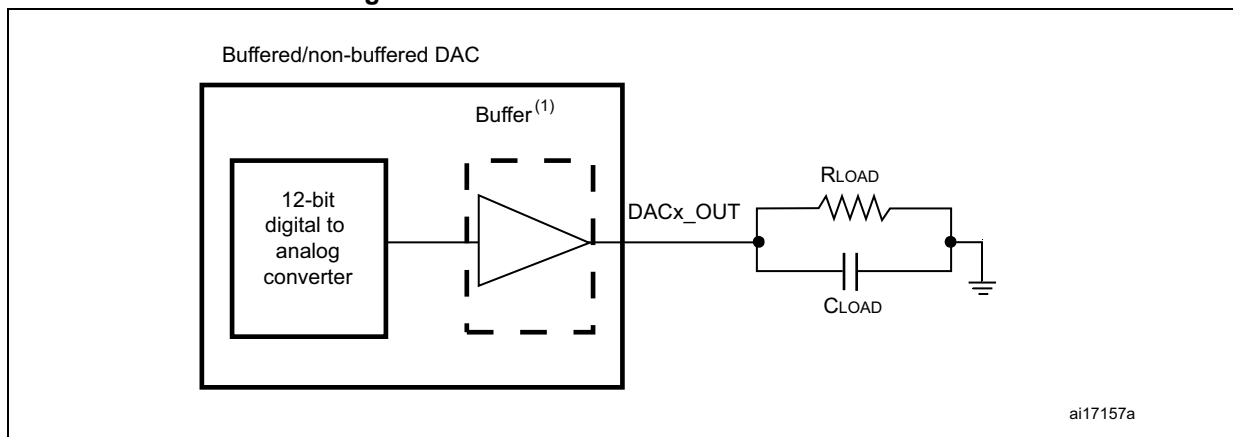 Buffered/non-buffered DAC
Buffer(1)
12-bit
digital to
analog
converter
DACx_OUT
RLOAD
CLOAD
ai17157a